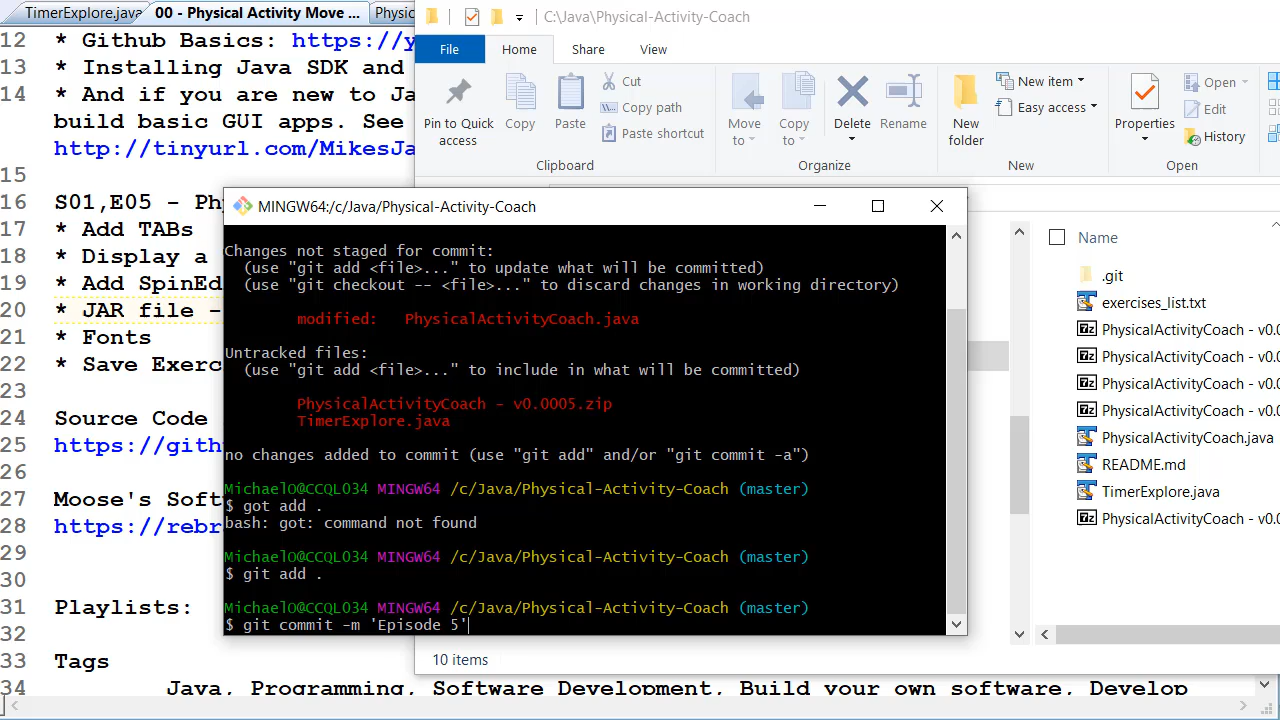 TimerExplore.java
00 - Physical Activity Move ...
12 * Github Basics: https://y
13 * Installing Java SDK and
14 * And if you are new to Ja
build basic GUI apps. See
http://tinyurl.com/MikesJa
15
16 S01,E05 - Ph
17 * Add TABs
18 * Display a
19 * Add SpinEd
20 * JAR file -
21 * Fonts
22 * Save Exerc
23
24 Source Code
25 https://gith
26
27 Moose's Soft
28 https://rebr
29
30
31 Playlists:
32
33 Tags
34 Java, Programming, Software Development, Build your own software, Develop
C:\Java\Physical-Activity-Coach
File Home Share View
Pin to Quick access
Copy
Paste
Cut
Copy path
Paste shortcut
Clipboard
Move to
Copy to
Delete
Rename
Organize
New folder
New item
Easy access
New
Properties
Open
Edit
History
Open
Name
.git
exercises_list.txt
PhysicalActivityCoach - v0.0
PhysicalActivityCoach - v0.0
PhysicalActivityCoach - v0.0
PhysicalActivityCoach - v0.0
PhysicalActivityCoach.java
README.md
TimerExplore.java
PhysicalActivityCoach - v0.0
10 items
MINGW64:/c/Java/Physical-Activity-Coach
Changes not staged for commit:
(use "git add <file>..." to update what will be committed)
(use "git checkout -- <file>..." to discard changes in working directory)
modified: PhysicalActivityCoach.java
Untracked files:
(use "git add <file>..." to include in what will be committed)
PhysicalActivityCoach - v0.0005.zip
TimerExplore.java
no changes added to commit (use "git add" and/or "git commit -a")
MichaelO@CCQLO34 MINGW64 /c/Java/Physical-Activity-Coach (master)
$ got add .
bash: got: command not found
MichaelO@CCQLO34 MINGW64 /c/Java/Physical-Activity-Coach (master)
$ git add .
MichaelO@CCQLO34 MINGW64 /c/Java/Physical-Activity-Coach (master)
$ git commit -m 'Episode 5'